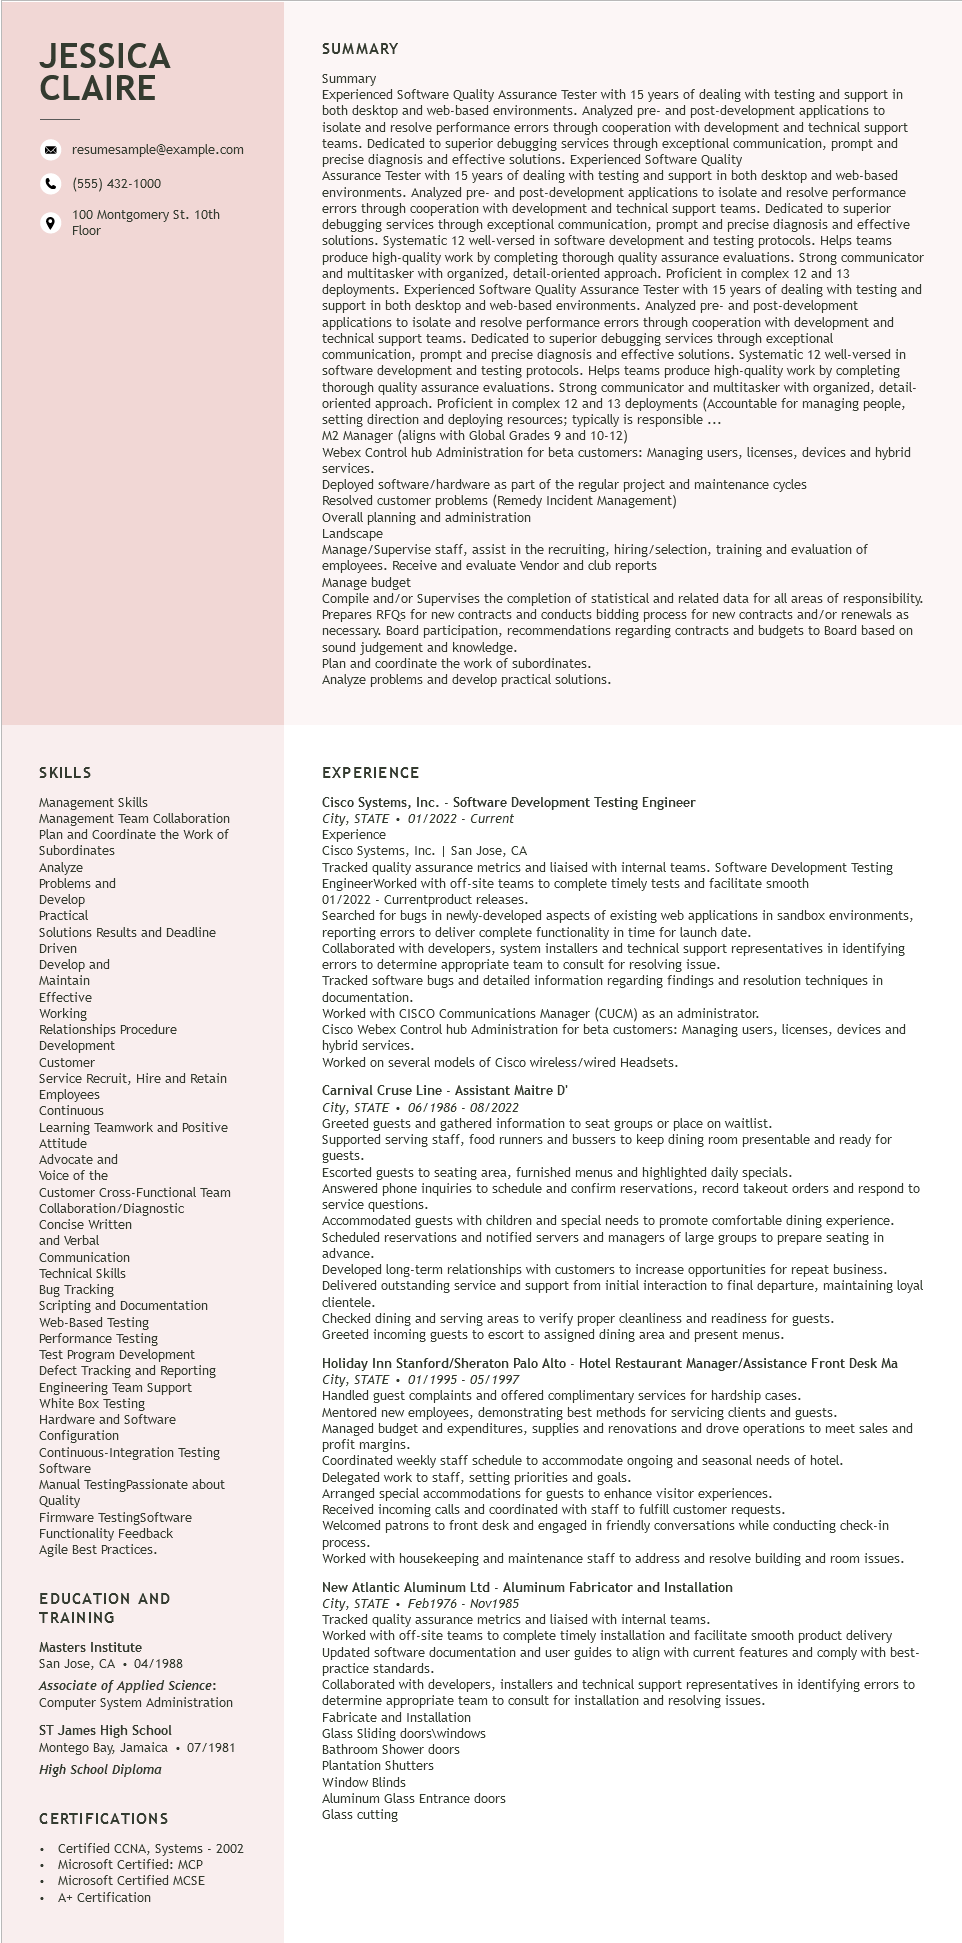 JESSICA
CLAIRE
resumesample@example.com
(555) 432-1000
100 Montgomery St. 10th
Floor
SUMMARY
Summary
Experienced Software Quality Assurance Tester with 15 years of dealing with testing and support in
both desktop and web-based environments. Analyzed pre- and post-development applications to
isolate and resolve performance errors through cooperation with development and technical support
teams. Dedicated to superior debugging services through exceptional communication, prompt and
precise diagnosis and effective solutions. Experienced Software Quality
Assurance Tester with 15 years of dealing with testing and support in both desktop and web-based
environments. Analyzed pre- and post-development applications to isolate and resolve performance
errors through cooperation with development and technical support teams. Dedicated to superior
debugging services through exceptional communication, prompt and precise diagnosis and effective
solutions. Systematic 12 well-versed in software development and testing protocols. Helps teams
produce high-quality work by completing thorough quality assurance evaluations. Strong communicator
and multitasker with organized, detail-oriented approach. Proficient in complex 12 and 13
deployments. Experienced Software Quality Assurance Tester with 15 years of dealing with testing and
support in both desktop and web-based environments. Analyzed pre- and post-development
applications to isolate and resolve performance errors through cooperation with development and
technical support teams. Dedicated to superior debugging services through exceptional
communication, prompt and precise diagnosis and effective solutions. Systematic 12 well-versed in
software development and testing protocols. Helps teams produce high-quality work by completing
thorough quality assurance evaluations. Strong communicator and multitasker with organized, detail-
oriented approach. Proficient in complex 12 and 13 deployments (Accountable for managing people,
setting direction and deploying resources; typically is responsible ...
M2 Manager (aligns with Global Grades 9 and 10-12)
Webex Control hub Administration for beta customers: Managing users, licenses, devices and hybrid
services.
Deployed software/hardware as part of the regular project and maintenance cycles
Resolved customer problems (Remedy Incident Management)
Overall planning and administration
Landscape
Manage/Supervise staff, assist in the recruiting, hiring/selection, training and evaluation of
employees. Receive and evaluate Vendor and club reports
Manage budget
Compile and/or Supervises the completion of statistical and related data for all areas of responsibility.
Prepares RFQs for new contracts and conducts bidding process for new contracts and/or renewals as
necessary. Board participation, recommendations regarding contracts and budgets to Board based on
sound judgement and knowledge.
Plan and coordinate the work of subordinates.
Analyze problems and develop practical solutions.
SKILLS
Management Skills
Management Team Collaboration
Plan and Coordinate the Work of
Subordinates
Analyze
Problems and
Develop
Practical
Solutions Results and Deadline
Driven
Develop and
Maintain
Effective
Working
Relationships Procedure
Development
Customer
Service Recruit, Hire and Retain
Employees
Continuous
Learning Teamwork and Positive
Attitude
Advocate and
Voice of the
Customer Cross-Functional Team
Collaboration/Diagnostic
Concise Written
and Verbal
Communication
Technical Skills
Bug Tracking
Scripting and Documentation
Web-Based Testing
Performance Testing
Test Program Development
Defect Tracking and Reporting
Engineering Team Support
White Box Testing
Hardware and Software
Configuration
Continuous-Integration Testing
Software
Manual TestingPassionate about
Quality
Firmware TestingSoftware
Functionality Feedback
Agile Best Practices.
EDUCATION AND
TRAINING
Masters Institute
San Jose, CA • 04/1988
Associate of Applied Science:
Computer System Administration
ST James High School
Montego Bay, Jamaica • 07/1981
High School Diploma
CERTIFICATIONS
• Certified CCNA, Systems - 2002
• Microsoft Certified: MCP
• Microsoft Certified MCSE
• A+ Certification
EXPERIENCE
Cisco Systems, Inc. - Software Development Testing Engineer
City, STATE • 01/2022 - Current
Experience
Cisco Systems, Inc. | San Jose, CA
Tracked quality assurance metrics and liaised with internal teams. Software Development Testing
EngineerWorked with off-site teams to complete timely tests and facilitate smooth
01/2022 - Currentproduct releases.
Searched for bugs in newly-developed aspects of existing web applications in sandbox environments,
reporting errors to deliver complete functionality in time for launch date.
Collaborated with developers, system installers and technical support representatives in identifying
errors to determine appropriate team to consult for resolving issue.
Tracked software bugs and detailed information regarding findings and resolution techniques in
documentation.
Worked with CISCO Communications Manager (CUCM) as an administrator.
Cisco Webex Control hub Administration for beta customers: Managing users, licenses, devices and
hybrid services.
Worked on several models of Cisco wireless/wired Headsets.
Carnival Cruse Line - Assistant Maitre D'
City, STATE • 06/1986 - 08/2022
Greeted guests and gathered information to seat groups or place on waitlist.
Supported serving staff, food runners and bussers to keep dining room presentable and ready for
guests.
Escorted guests to seating area, furnished menus and highlighted daily specials.
Answered phone inquiries to schedule and confirm reservations, record takeout orders and respond to
service questions.
Accommodated guests with children and special needs to promote comfortable dining experience.
Scheduled reservations and notified servers and managers of large groups to prepare seating in
advance.
Developed long-term relationships with customers to increase opportunities for repeat business.
Delivered outstanding service and support from initial interaction to final departure, maintaining loyal
clientele.
Checked dining and serving areas to verify proper cleanliness and readiness for guests.
Greeted incoming guests to escort to assigned dining area and present menus.
Holiday Inn Stanford/Sheraton Palo Alto - Hotel Restaurant Manager/Assistance Front Desk Ma
City, STATE • 01/1995 - 05/1997
Handled guest complaints and offered complimentary services for hardship cases.
Mentored new employees, demonstrating best methods for servicing clients and guests.
Managed budget and expenditures, supplies and renovations and drove operations to meet sales and
profit margins.
Coordinated weekly staff schedule to accommodate ongoing and seasonal needs of hotel.
Delegated work to staff, setting priorities and goals.
Arranged special accommodations for guests to enhance visitor experiences.
Received incoming calls and coordinated with staff to fulfill customer requests.
Welcomed patrons to front desk and engaged in friendly conversations while conducting check-in
process.
Worked with housekeeping and maintenance staff to address and resolve building and room issues.
New Atlantic Aluminum Ltd - Aluminum Fabricator and Installation
City, STATE • Feb1976 - Nov1985
Tracked quality assurance metrics and liaised with internal teams.
Worked with off-site teams to complete timely installation and facilitate smooth product delivery
Updated software documentation and user guides to align with current features and comply with best-
practice standards.
Collaborated with developers, installers and technical support representatives in identifying errors to
determine appropriate team to consult for installation and resolving issues.
Fabricate and Installation
Glass Sliding doors\windows
Bathroom Shower doors
Plantation Shutters
Window Blinds
Aluminum Glass Entrance doors
Glass cutting